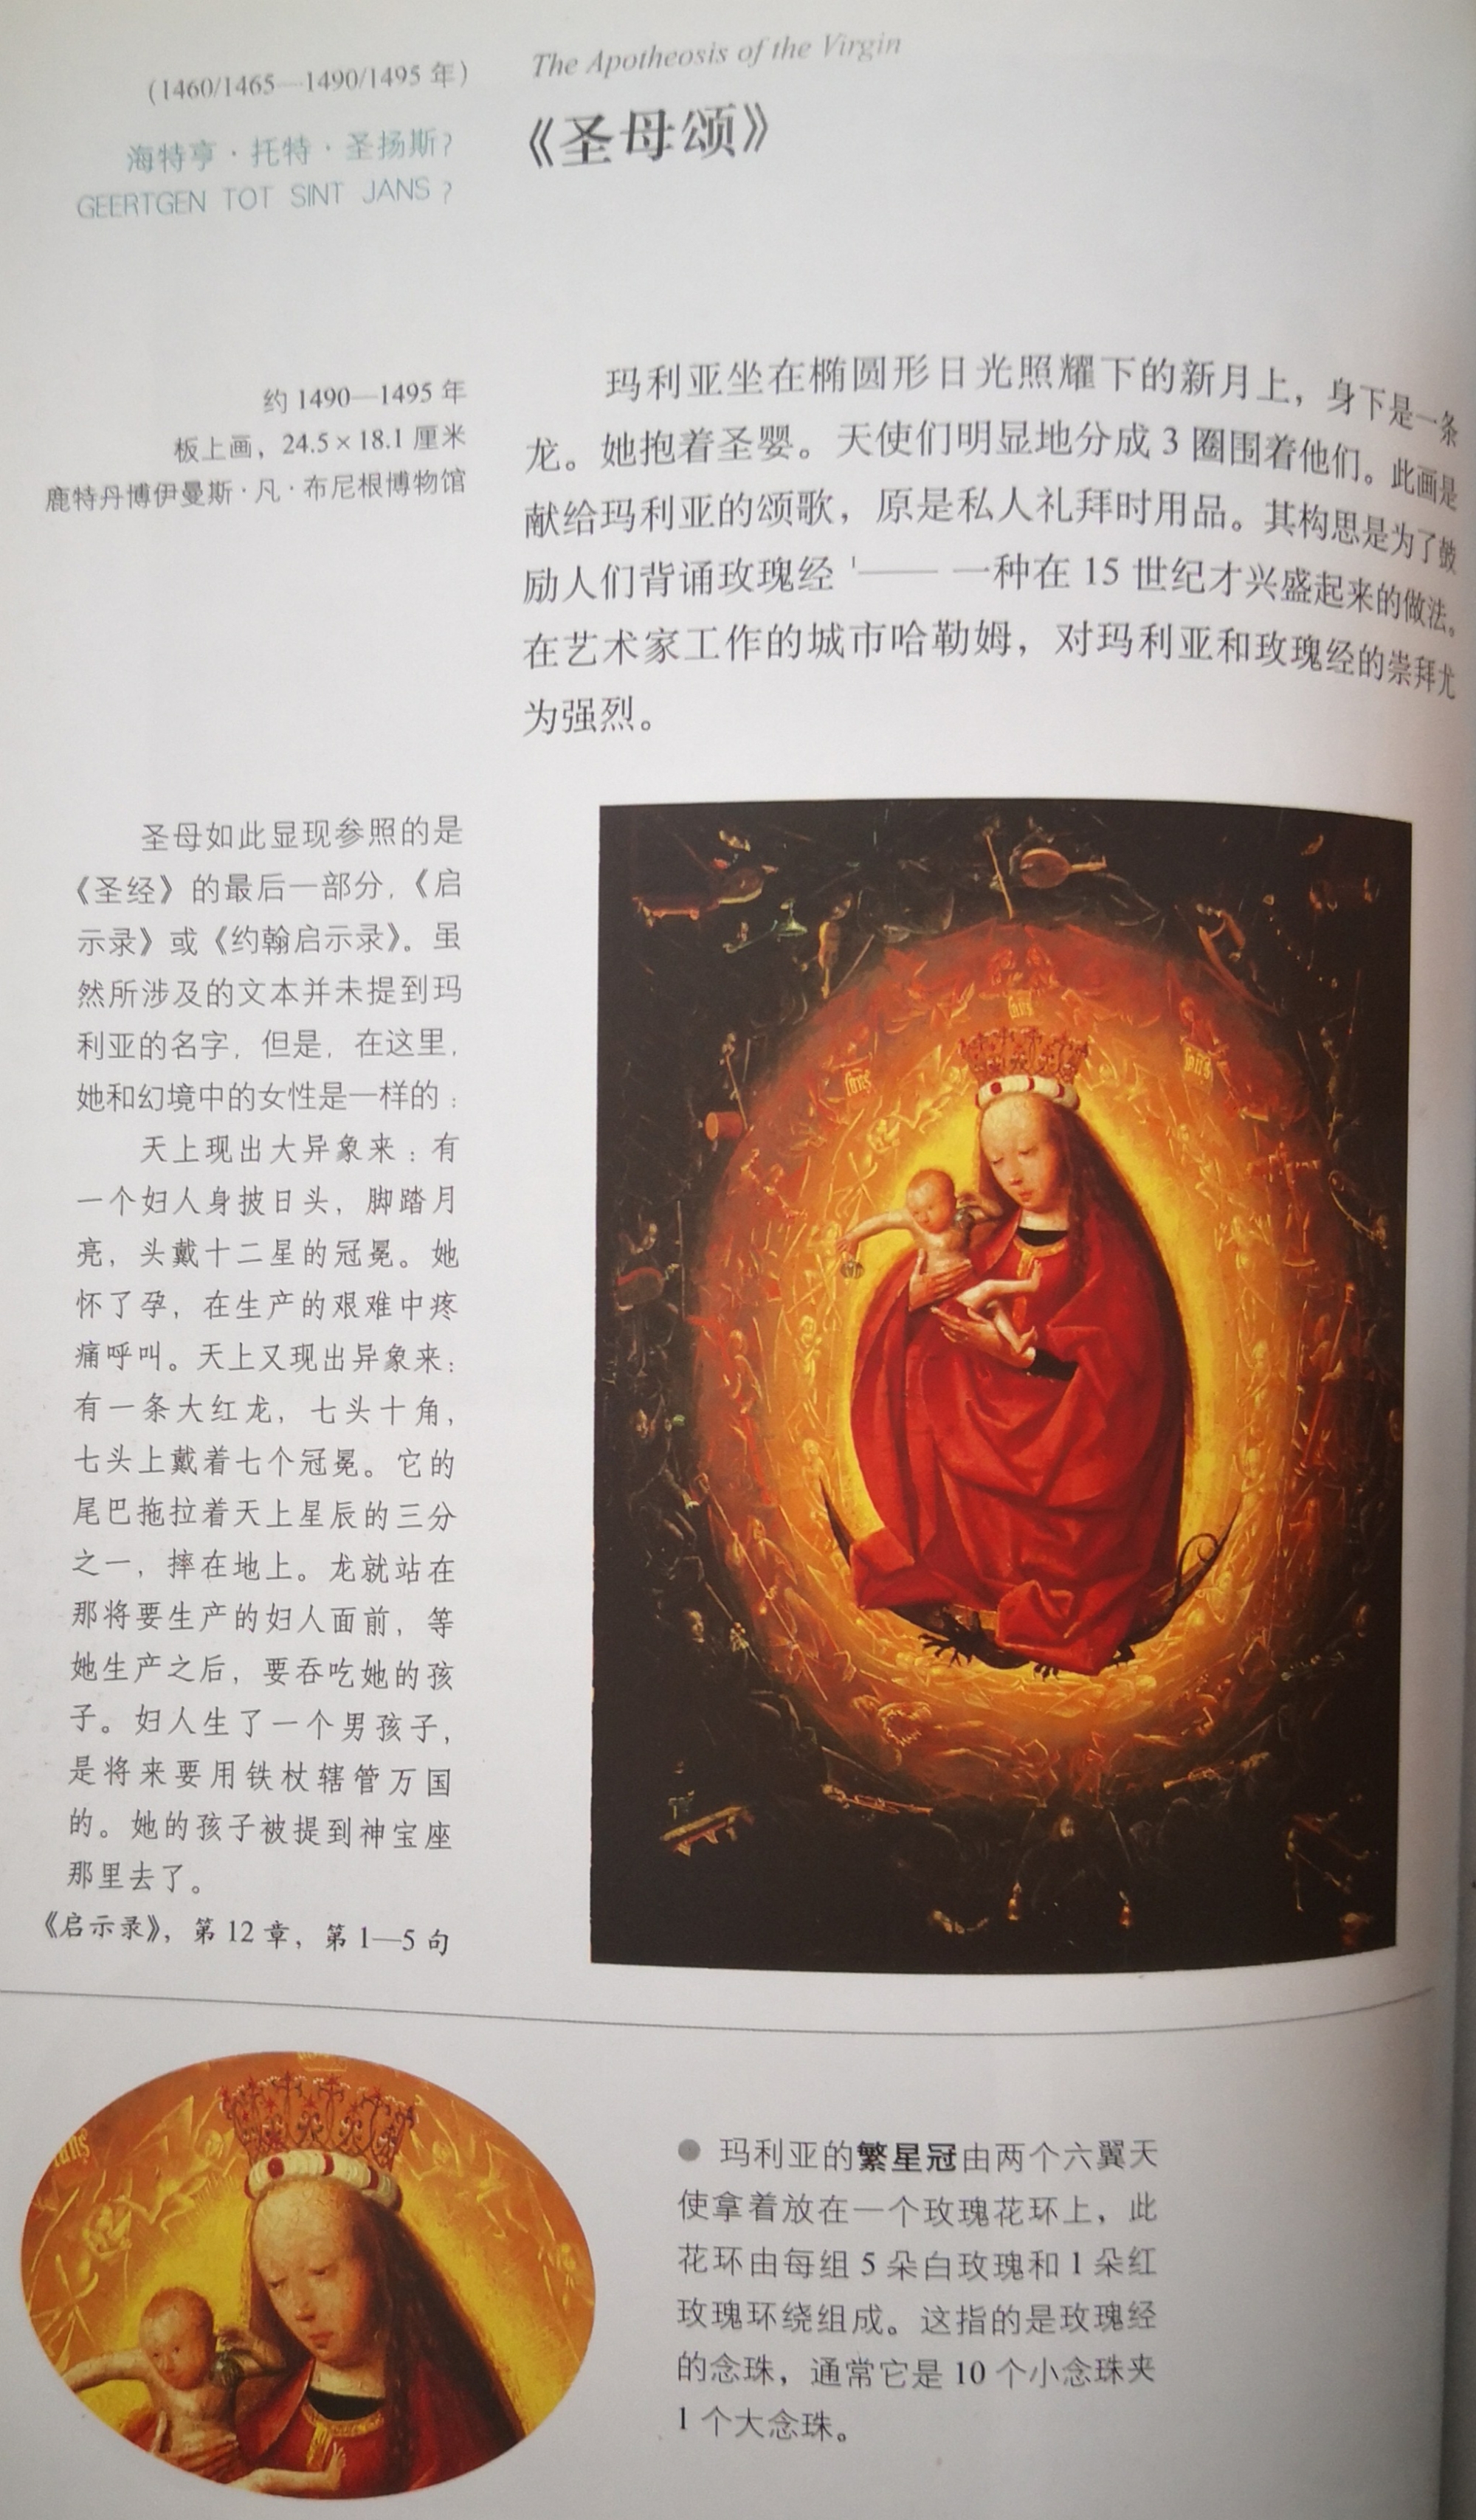 (1460/1465—1490/1495 年)
海特亨·托特·圣扬斯?
GEERTGEN TOT SINT JANS ?
The Apotheosis of the Virgin
《圣母颂》
约 1490—1495 年
板上画，24.5×18.1 厘米
鹿特丹博伊曼斯·凡·布尼根博物馆
玛利亚坐在椭圆形日光照耀下的新月上，身下是一条
龙。她抱着圣婴。天使们明显地分成 3 圈围着他们。此画是
献给玛利亚的颂歌，原是私人礼拜时用品。其构思是为了鼓
励人们背诵玫瑰经 ——一种在 15 世纪才兴盛起来的做法。
在艺术家工作的城市哈勒姆，对玛利亚和玫瑰经的崇拜尤
为强烈。
圣母如此显现参照的是
《圣经》的最后一部分，《启
示录》或《约翰启示录》。虽
然所涉及的文本并未提到玛
利亚的名字，但是，在这里，
她和幻境中的女性是一样的：
天上现出大异象来：有
一个妇人身披日头，脚踏月
亮，头戴十二星的冠冕。她
怀了孕，在生产的艰难中疼
痛呼叫。天上又现出异象来：
有一条大红龙，七头十角，
七头上戴着七个冠冕。它的
尾巴拖拉着天上星辰的三分
之一，摔在地上。龙就站在
那将要生产的妇人面前，等
她生产之后，要吞吃她的孩
子。妇人生了一个男孩子，
是将来要用铁杖辖管万国
的。她的孩子被提到神宝座
那里去了。
《启示录》，第 12 章，第 1—5 句
● 玛利亚的繁星冠由两个六翼天
使拿着放在一个玫瑰花环上，此
花环由每组 5 朵白玫瑰和 1 朵红
玫瑰环绕组成。这指的是玫瑰经
的念珠，通常它是 10 个小念珠夹
1 个大念珠。